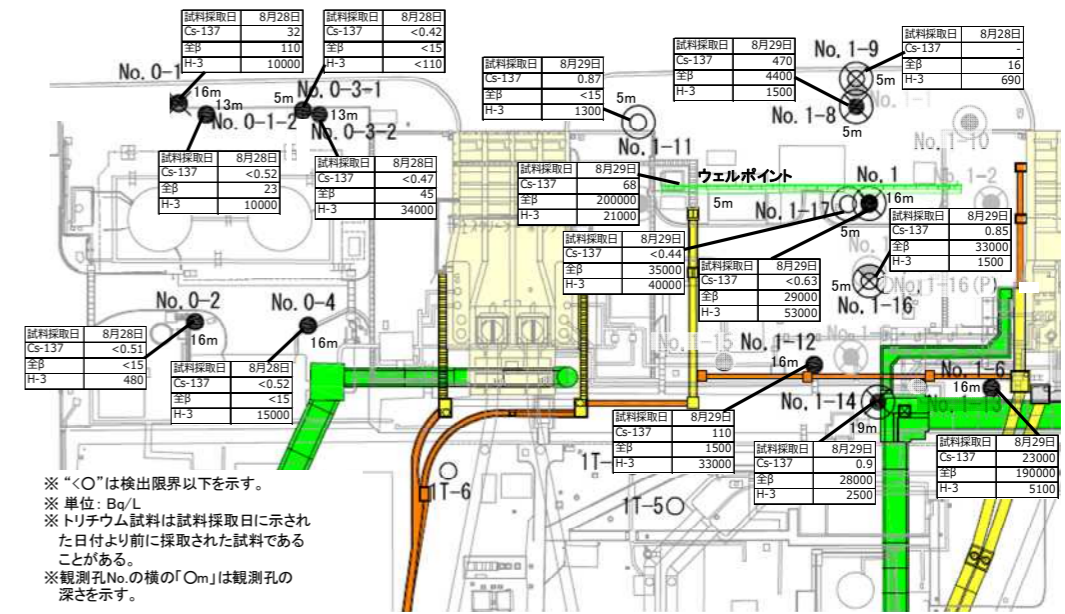 試料採取日 8月28日
Cs-137 32
全β 110
H-3 10000
試料採取日 8月28日
Cs-137 <0.42
全β <15
H-3 <110
試料採取日 8月29日
Cs-137 0.87
全β <15
H-3 1300
試料採取日 8月29日
Cs-137 470
全β 4400
H-3 1500
試料採取日 8月28日
Cs-137 -
全β 16
H-3 690
No. 0-1
16m
13m
No. 0-1-2
5m
No. 0-3-1
13m
No. 0-3-2
5m
No. 1-11
No. 1-9
5m
No. 1-8
5m
No. 1-10
試料採取日 8月28日
Cs-137 <0.52
全β 23
H-3 10000
試料採取日 8月28日
Cs-137 <0.47
全β 45
H-3 34000
試料採取日 8月29日
Cs-137 68
全β 200000
H-3 21000
ウェルポイント
5m
No. 1
16m
No. 1-17
5m
試料採取日 8月29日
Cs-137 <0.44
全β 35000
H-3 40000
試料採取日 8月29日
Cs-137 <0.63
全β 29000
H-3 53000
試料採取日 8月29日
Cs-137 0.85
全β 33000
H-3 1500
5m
No. 1-16
No. 1-16(P)
No. 0-2
16m
No. 0-4
16m
試料採取日 8月28日
Cs-137 <0.51
全β <15
H-3 480
試料採取日 8月28日
Cs-137 <0.52
全β <15
H-3 15000
No. 1-15
No. 1-12
16m
No. 1-14
19m
No. 1-6
16m
No. 1-13
試料採取日 8月29日
Cs-137 110
全β 1500
H-3 33000
試料採取日 8月29日
Cs-137 0.9
全β 28000
H-3 2500
試料採取日 8月29日
Cs-137 23000
全β 190000
H-3 5100
1T-6
1T-
1T-5
※ “<○”は検出限界以下を示す。
※ 単位: Bq/L
※トリチウム試料は試料採取日に示され
た日付より前に採取された試料である
ことがある。
※観測孔No.の横の「○m」は観測孔の
深さを示す。